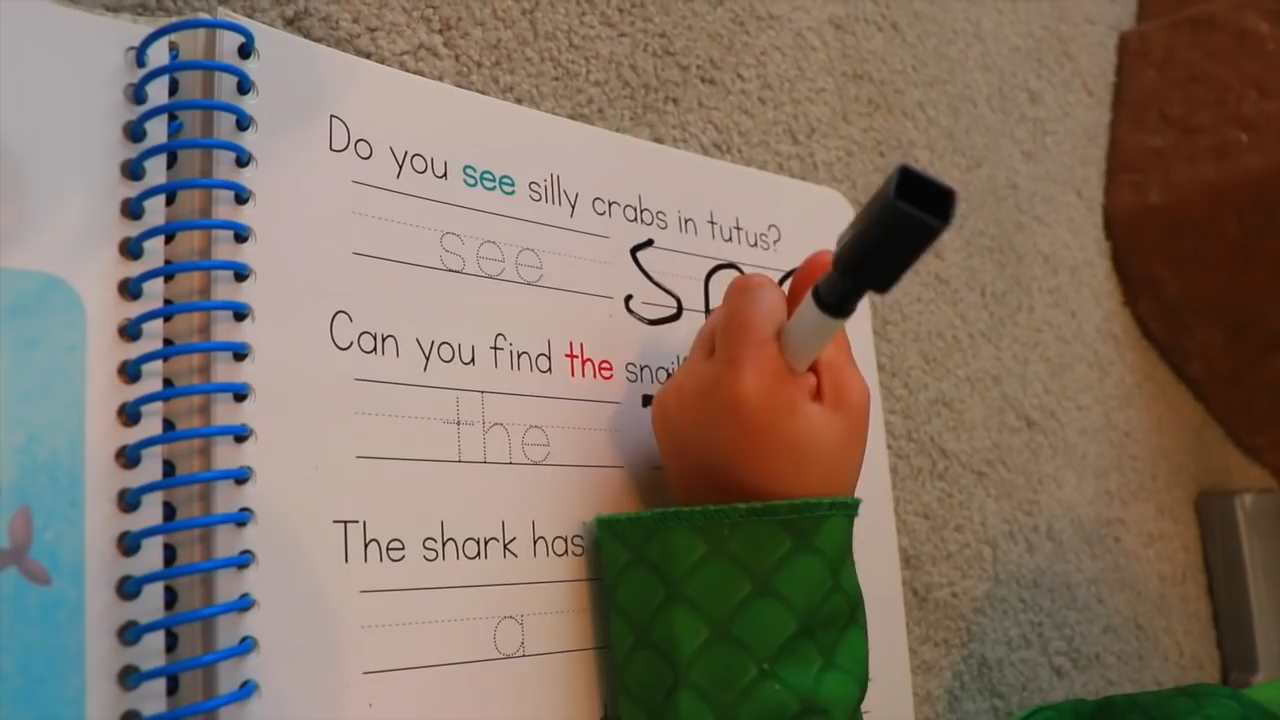 Do you see silly crabs in tutus?
see s
Can you find the
the
The shark has
a